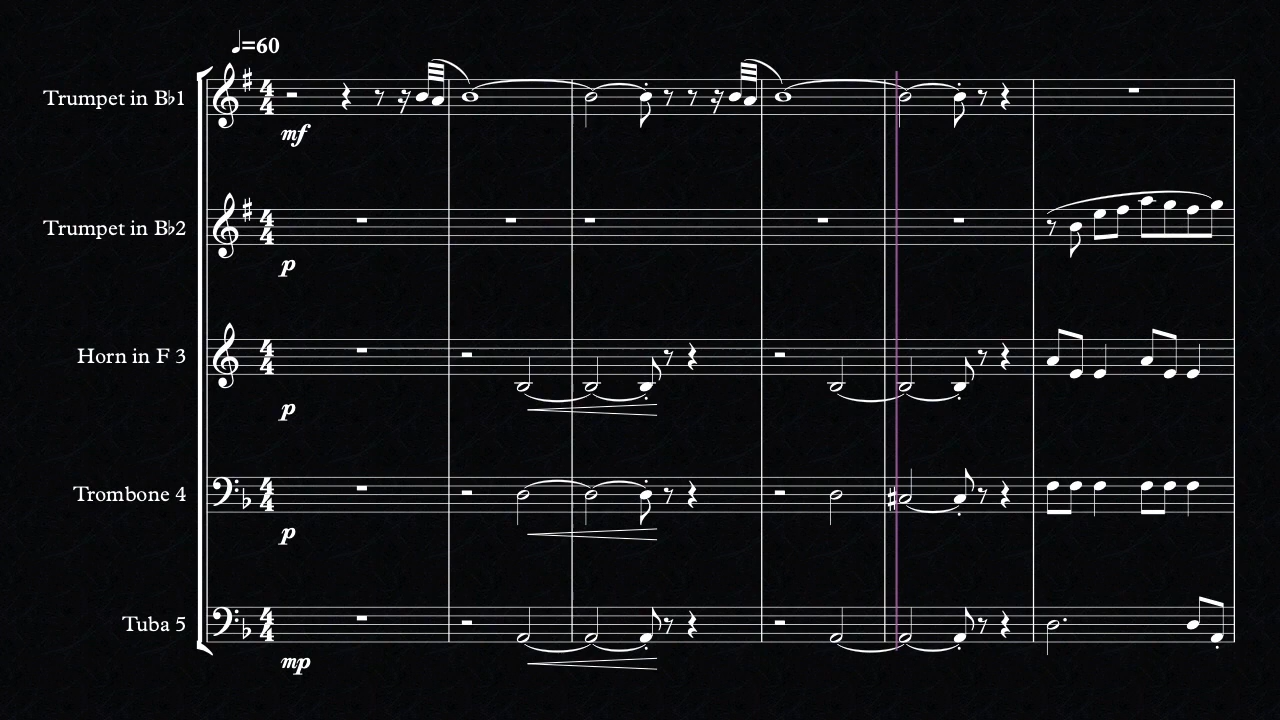 ♩=60
Trumpet in B♭1
mf
Trumpet in B♭2
p
Horn in F 3
p
Trombone 4
p
Tuba 5
mp